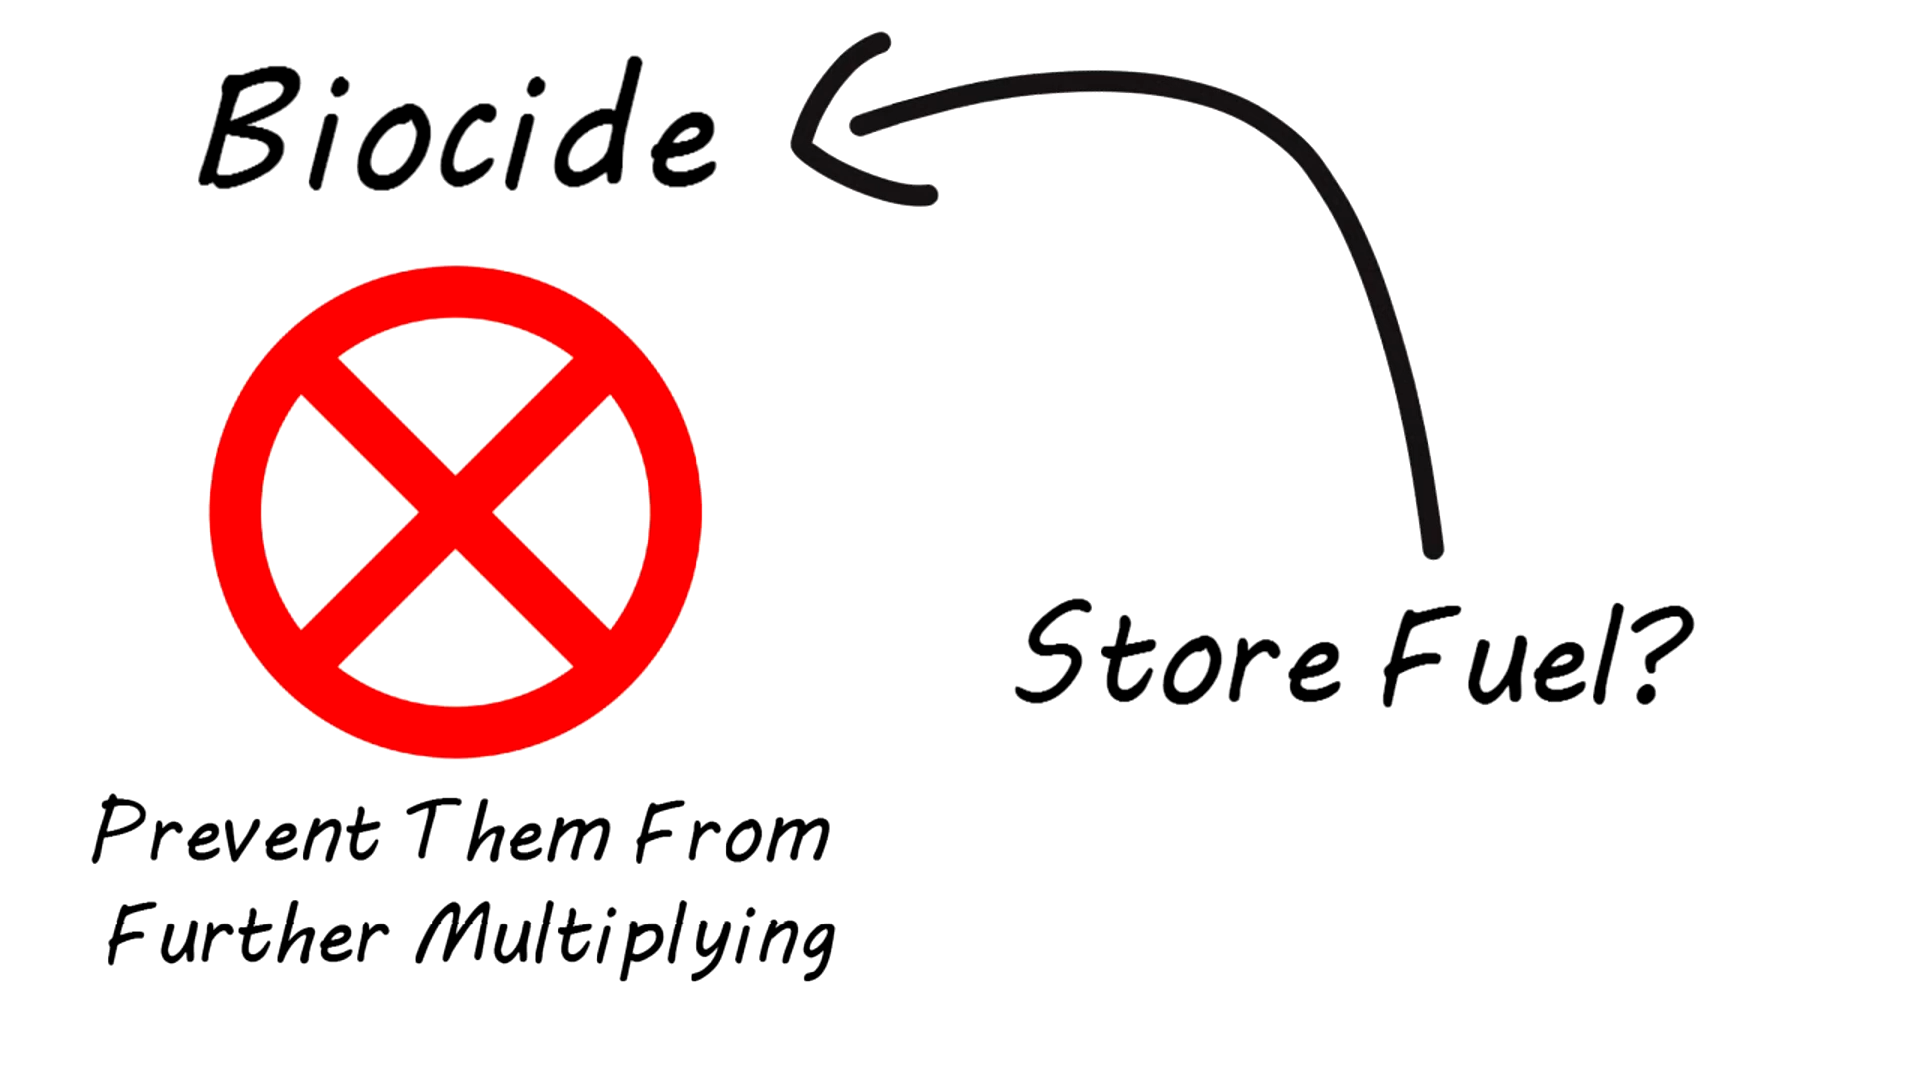 Biocide
Store Fuel?
Prevent Them From
Further Multiplying